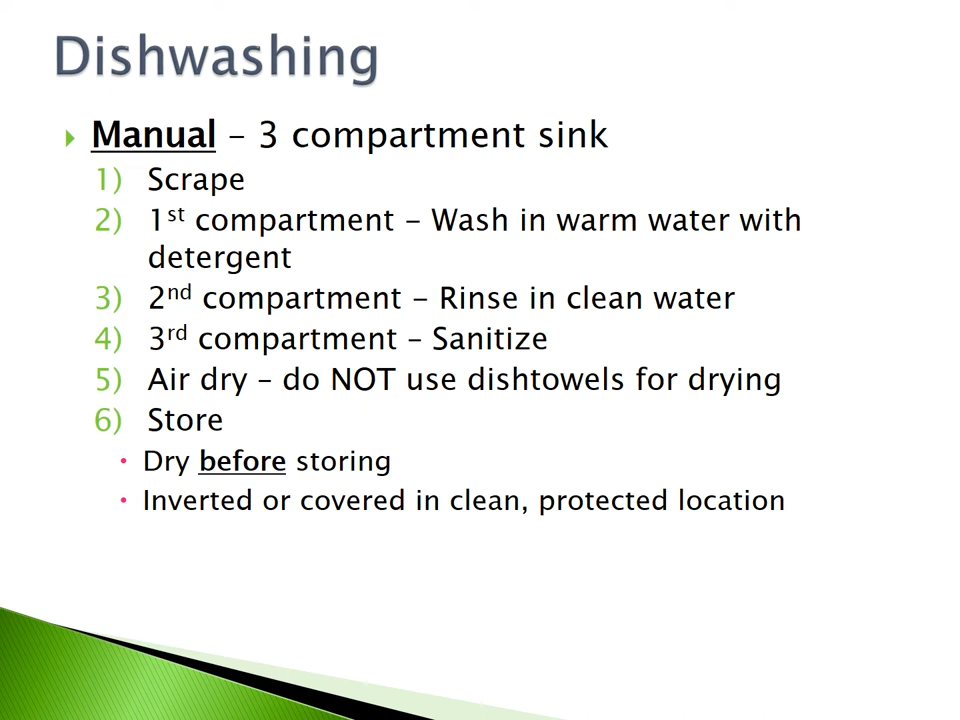 Dishwashing
Manual – 3 compartment sink
1) Scrape
2) 1st compartment – Wash in warm water with
detergent
3) 2nd compartment – Rinse in clean water
4) 3rd compartment – Sanitize
5) Air dry – do NOT use dishtowels for drying
6) Store
• Dry before storing
• Inverted or covered in clean, protected location